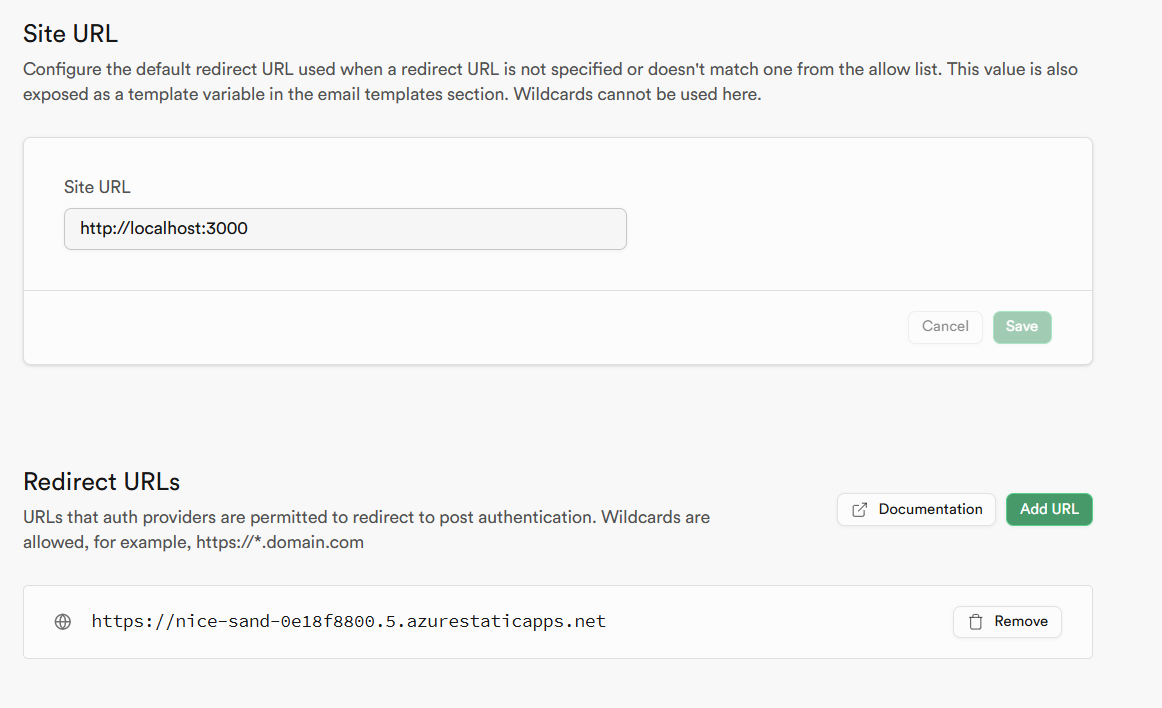 Site URL
Configure the default redirect URL used when a redirect URL is not specified or doesn't match one from the allow list. This value is also
exposed as a template variable in the email templates section. Wildcards cannot be used here.
Site URL
http://localhost:3000
Cancel
Save
Redirect URLs
URLs that auth providers are permitted to redirect to post authentication. Wildcards are
allowed, for example, https://*.domain.com
Documentation
Add URL
https://nice-sand-0e18f8800.5.azurestaticapps.net
Remove